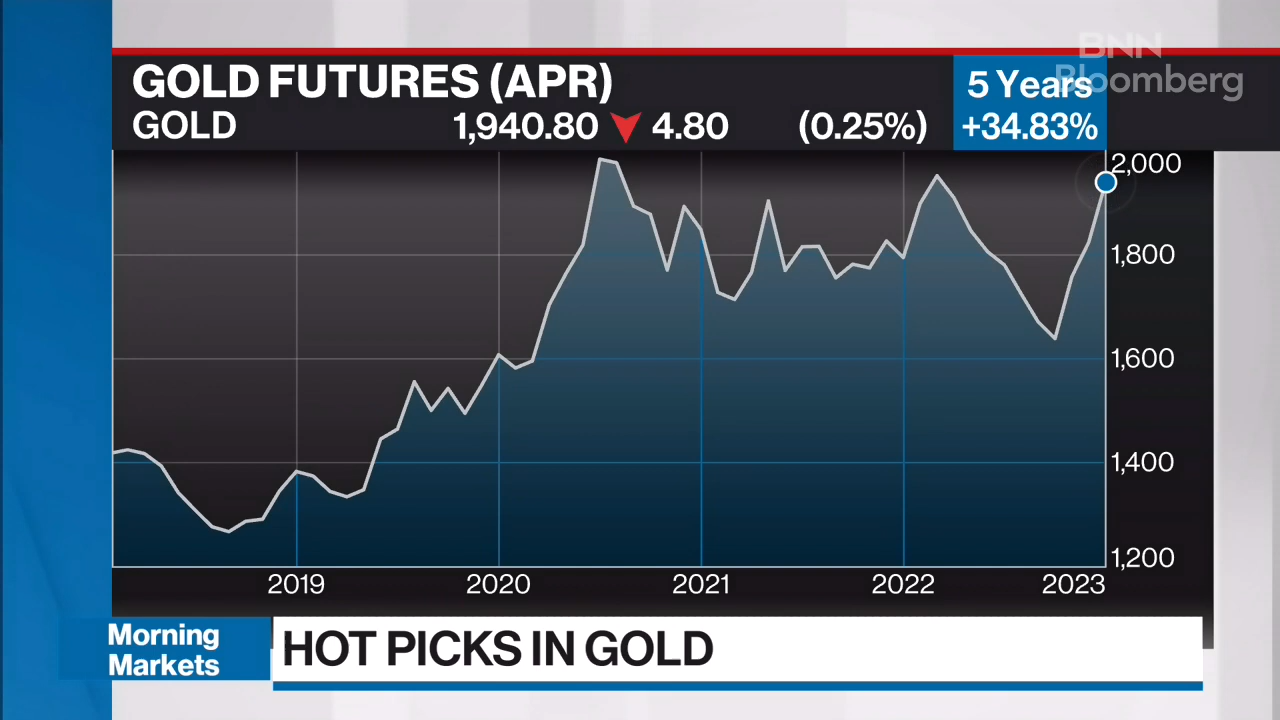 BNN
Bloomberg
GOLD FUTURES (APR)
5 Years
GOLD
1,940.80
4.80
(0.25%)
+34.83%
2,000
1,800
1,600
1,400
1,200
2019
2020
2021
2022
2023
Morning
Markets
HOT PICKS IN GOLD